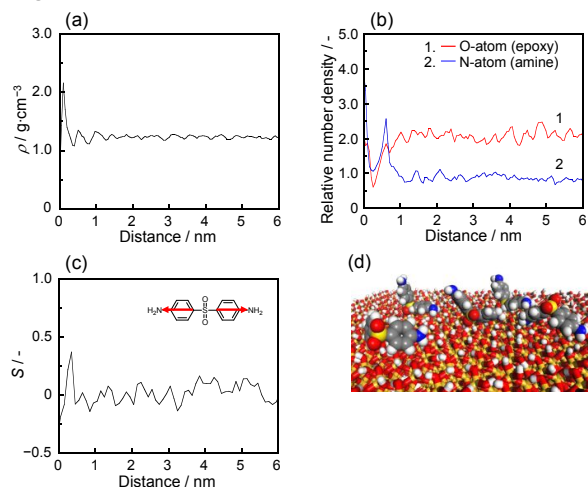 (a)
3.0
2.0
1.0
0
ρ / g·cm⁻³
0 1 2 3 4 5 6
Distance / nm
(b)
5.0
4.0
3.0
2.0
1.0
0
Relative number density / -
1. O-atom (epoxy)
2. N-atom (amine)
1
2
0 1 2 3 4 5 6
Distance / nm
(c)
1.0
0.5
0
−0.5
S / -
O
H₂N S NH₂
O
0 1 2 3 4 5 6
Distance / nm
(d)